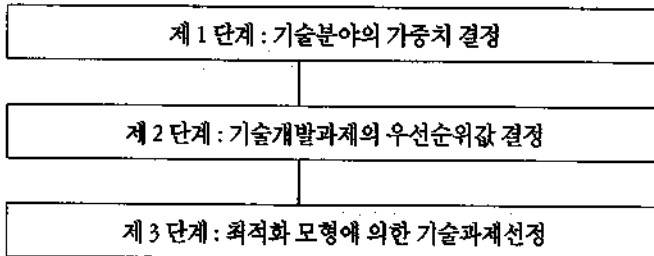 제 1 단계 : 기술분야의 가중치 결정
제 2 단계 : 기술개발과제의 우선순위값 결정
제 3 단계 : 최적화 모형에 의한 기술과제선정